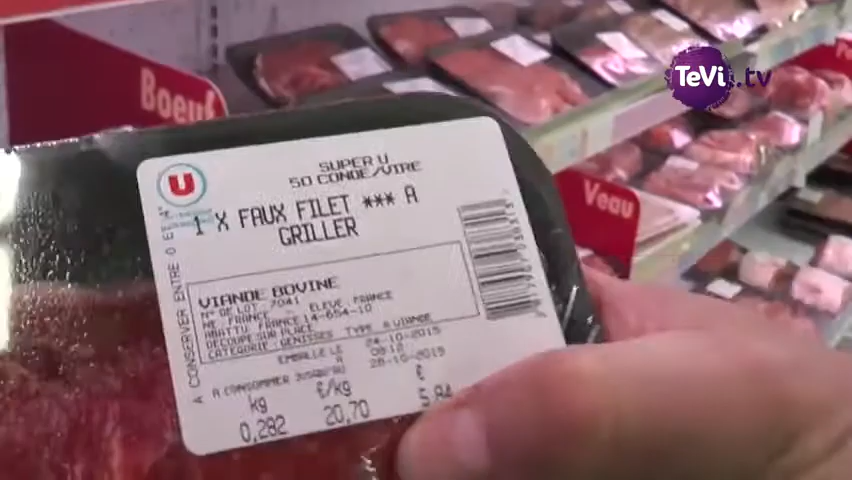 TeVi.tv
Boeuf
Veau
U
SUPER U
50 CONDE/VIRE
1 X FAUX FILET *** A
GRILLER
A CONSERVER ENTRE 0 ET
VIANDE BOVINE
N° DE LOT : 7041
NE: FRANCE - ELEVE: FRANCE
ABATTU: FRANCE 14-654-10
DECOUPE SUR PLACE
CATEGORIE: GENISSES TYPE A VIANDE
EMBALLE LE 24-10-2015
A 08:12
A CONSOMMER JUSQU'AU 28-10-2015
kg €/kg €
0,282 20,70 5,84